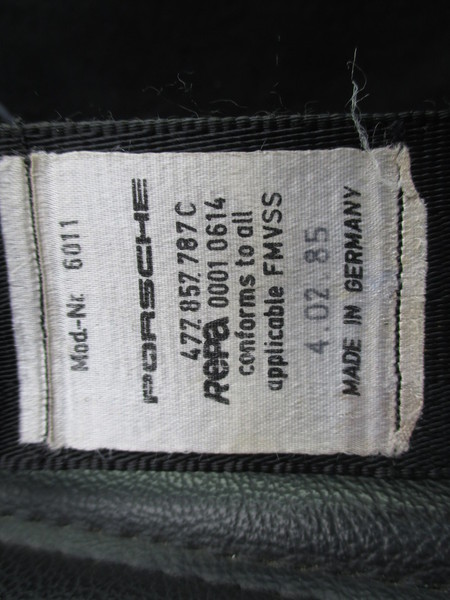 Mod.-Nr. 6011
PORSCHE
477.857.787 C
Repa 0001 0614
conforms to all
applicable FMVSS
4.02.85
MADE IN GERMANY